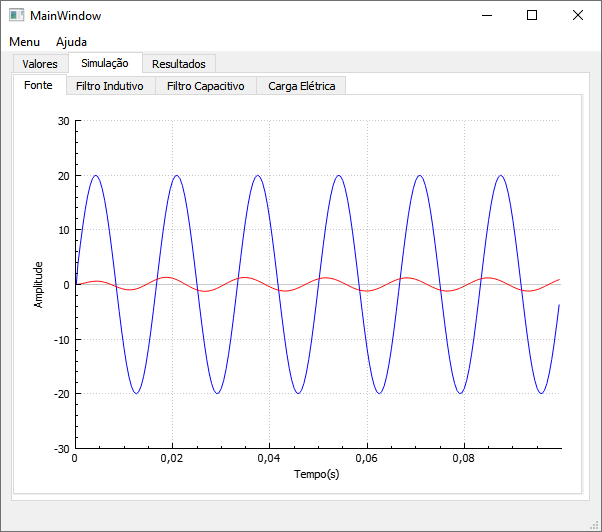 MainWindow
Menu Ajuda
Valores Simulação Resultados
Fonte Filtro Indutivo Filtro Capacitivo Carga Elétrica
30
20
10
0
-10
-20
-30
Amplitude
0 0,02 0,04 0,06 0,08
Tempo(s)